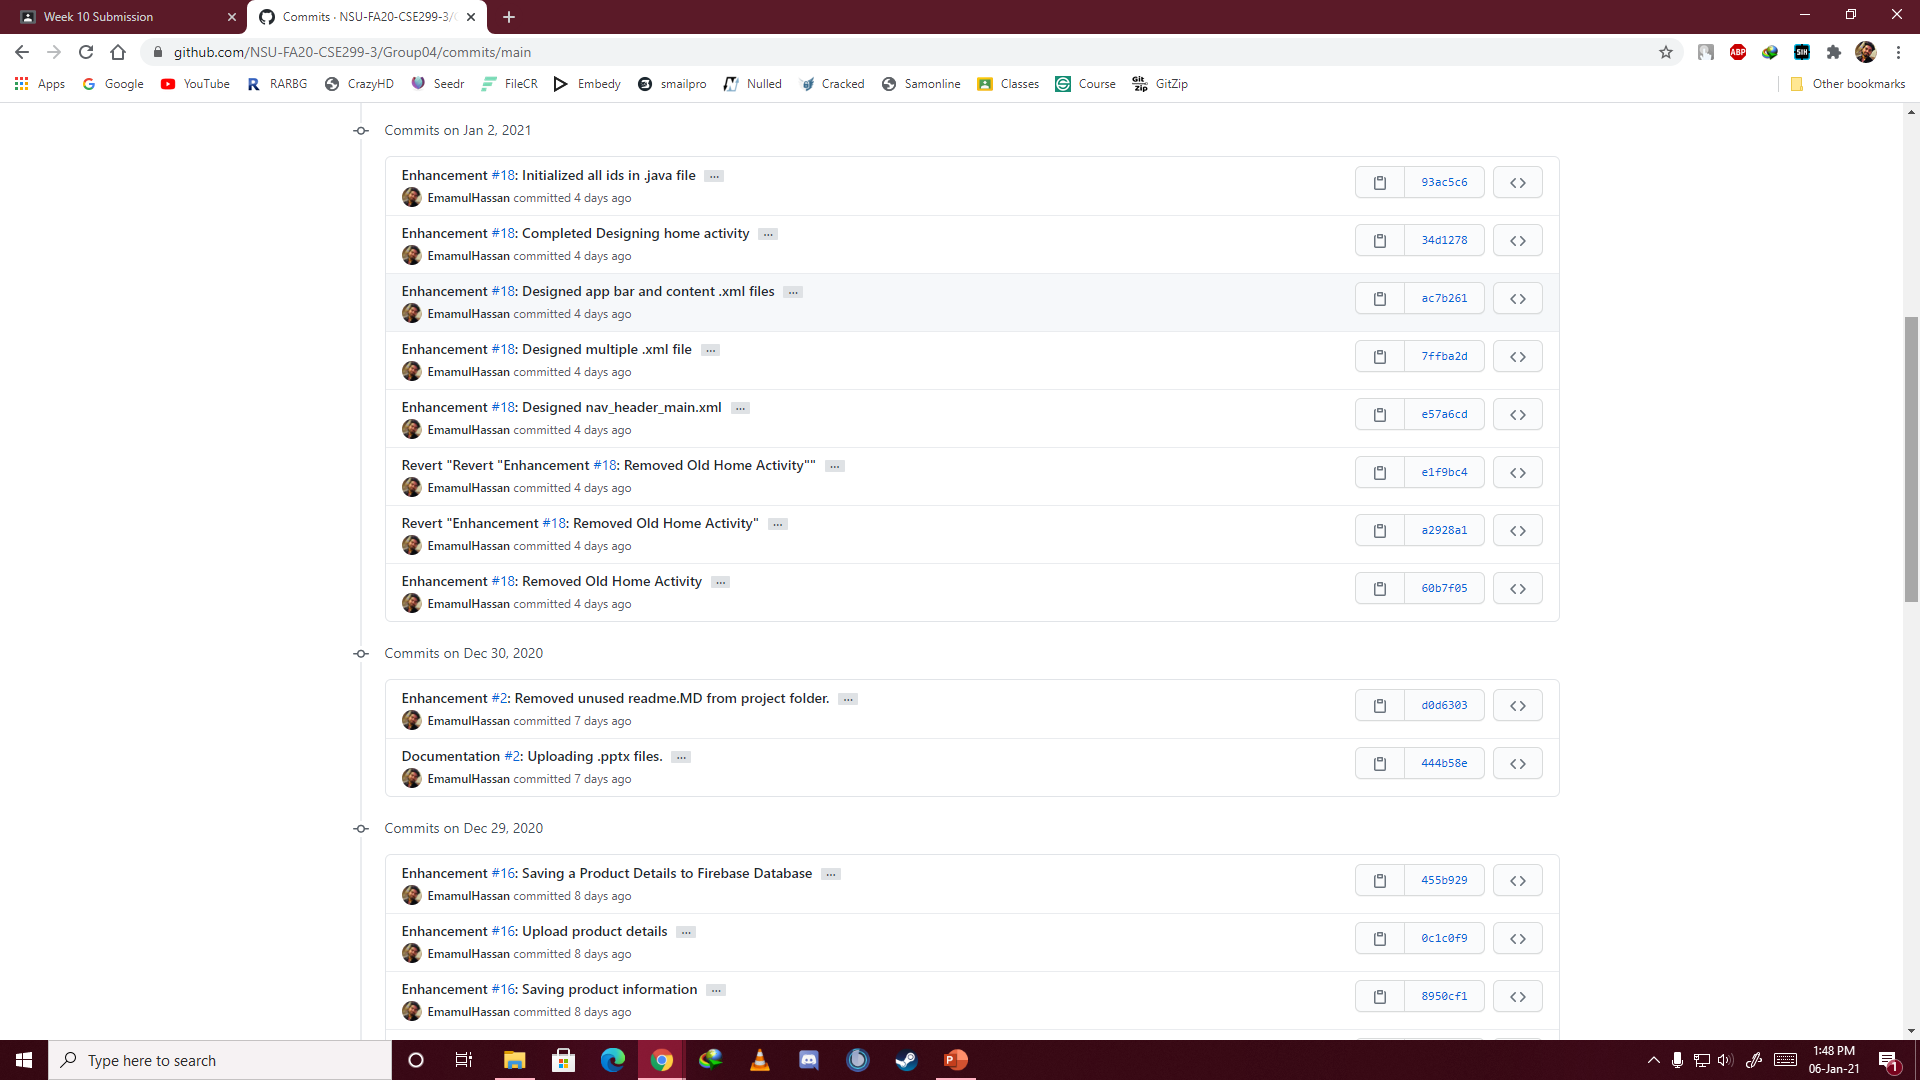 Week 10 Submission
Commits · NSU-FA20-CSE299-3/G
github.com/NSU-FA20-CSE299-3/Group04/commits/main
ABP
SIH
Apps
Google
YouTube
R RARBG
CrazyHD
Seedr
FileCR
Embedy
smailpro
Nulled
Cracked
Samonline
Classes
Course
Git Zip GitZip
Other bookmarks
Commits on Jan 2, 2021
Enhancement #18: Initialized all ids in .java file ...
93ac5c6
EmamulHassan committed 4 days ago
Enhancement #18: Completed Designing home activity ...
34d1278
EmamulHassan committed 4 days ago
Enhancement #18: Designed app bar and content .xml files ...
ac7b261
EmamulHassan committed 4 days ago
Enhancement #18: Designed multiple .xml file ...
7ffba2d
EmamulHassan committed 4 days ago
Enhancement #18: Designed nav_header_main.xml ...
e57a6cd
EmamulHassan committed 4 days ago
Revert "Revert "Enhancement #18: Removed Old Home Activity"" ...
e1f9bc4
EmamulHassan committed 4 days ago
Revert "Enhancement #18: Removed Old Home Activity" ...
a2928a1
EmamulHassan committed 4 days ago
Enhancement #18: Removed Old Home Activity ...
60b7f05
EmamulHassan committed 4 days ago
Commits on Dec 30, 2020
Enhancement #2: Removed unused readme.MD from project folder. ...
d0d6303
EmamulHassan committed 7 days ago
Documentation #2: Uploading .pptx files. ...
444b58e
EmamulHassan committed 7 days ago
Commits on Dec 29, 2020
Enhancement #16: Saving a Product Details to Firebase Database ...
455b929
EmamulHassan committed 8 days ago
Enhancement #16: Upload product details ...
0c1c0f9
EmamulHassan committed 8 days ago
Enhancement #16: Saving product information ...
8950cf1
EmamulHassan committed 8 days ago
Type here to search
1:48 PM
06-Jan-21
1